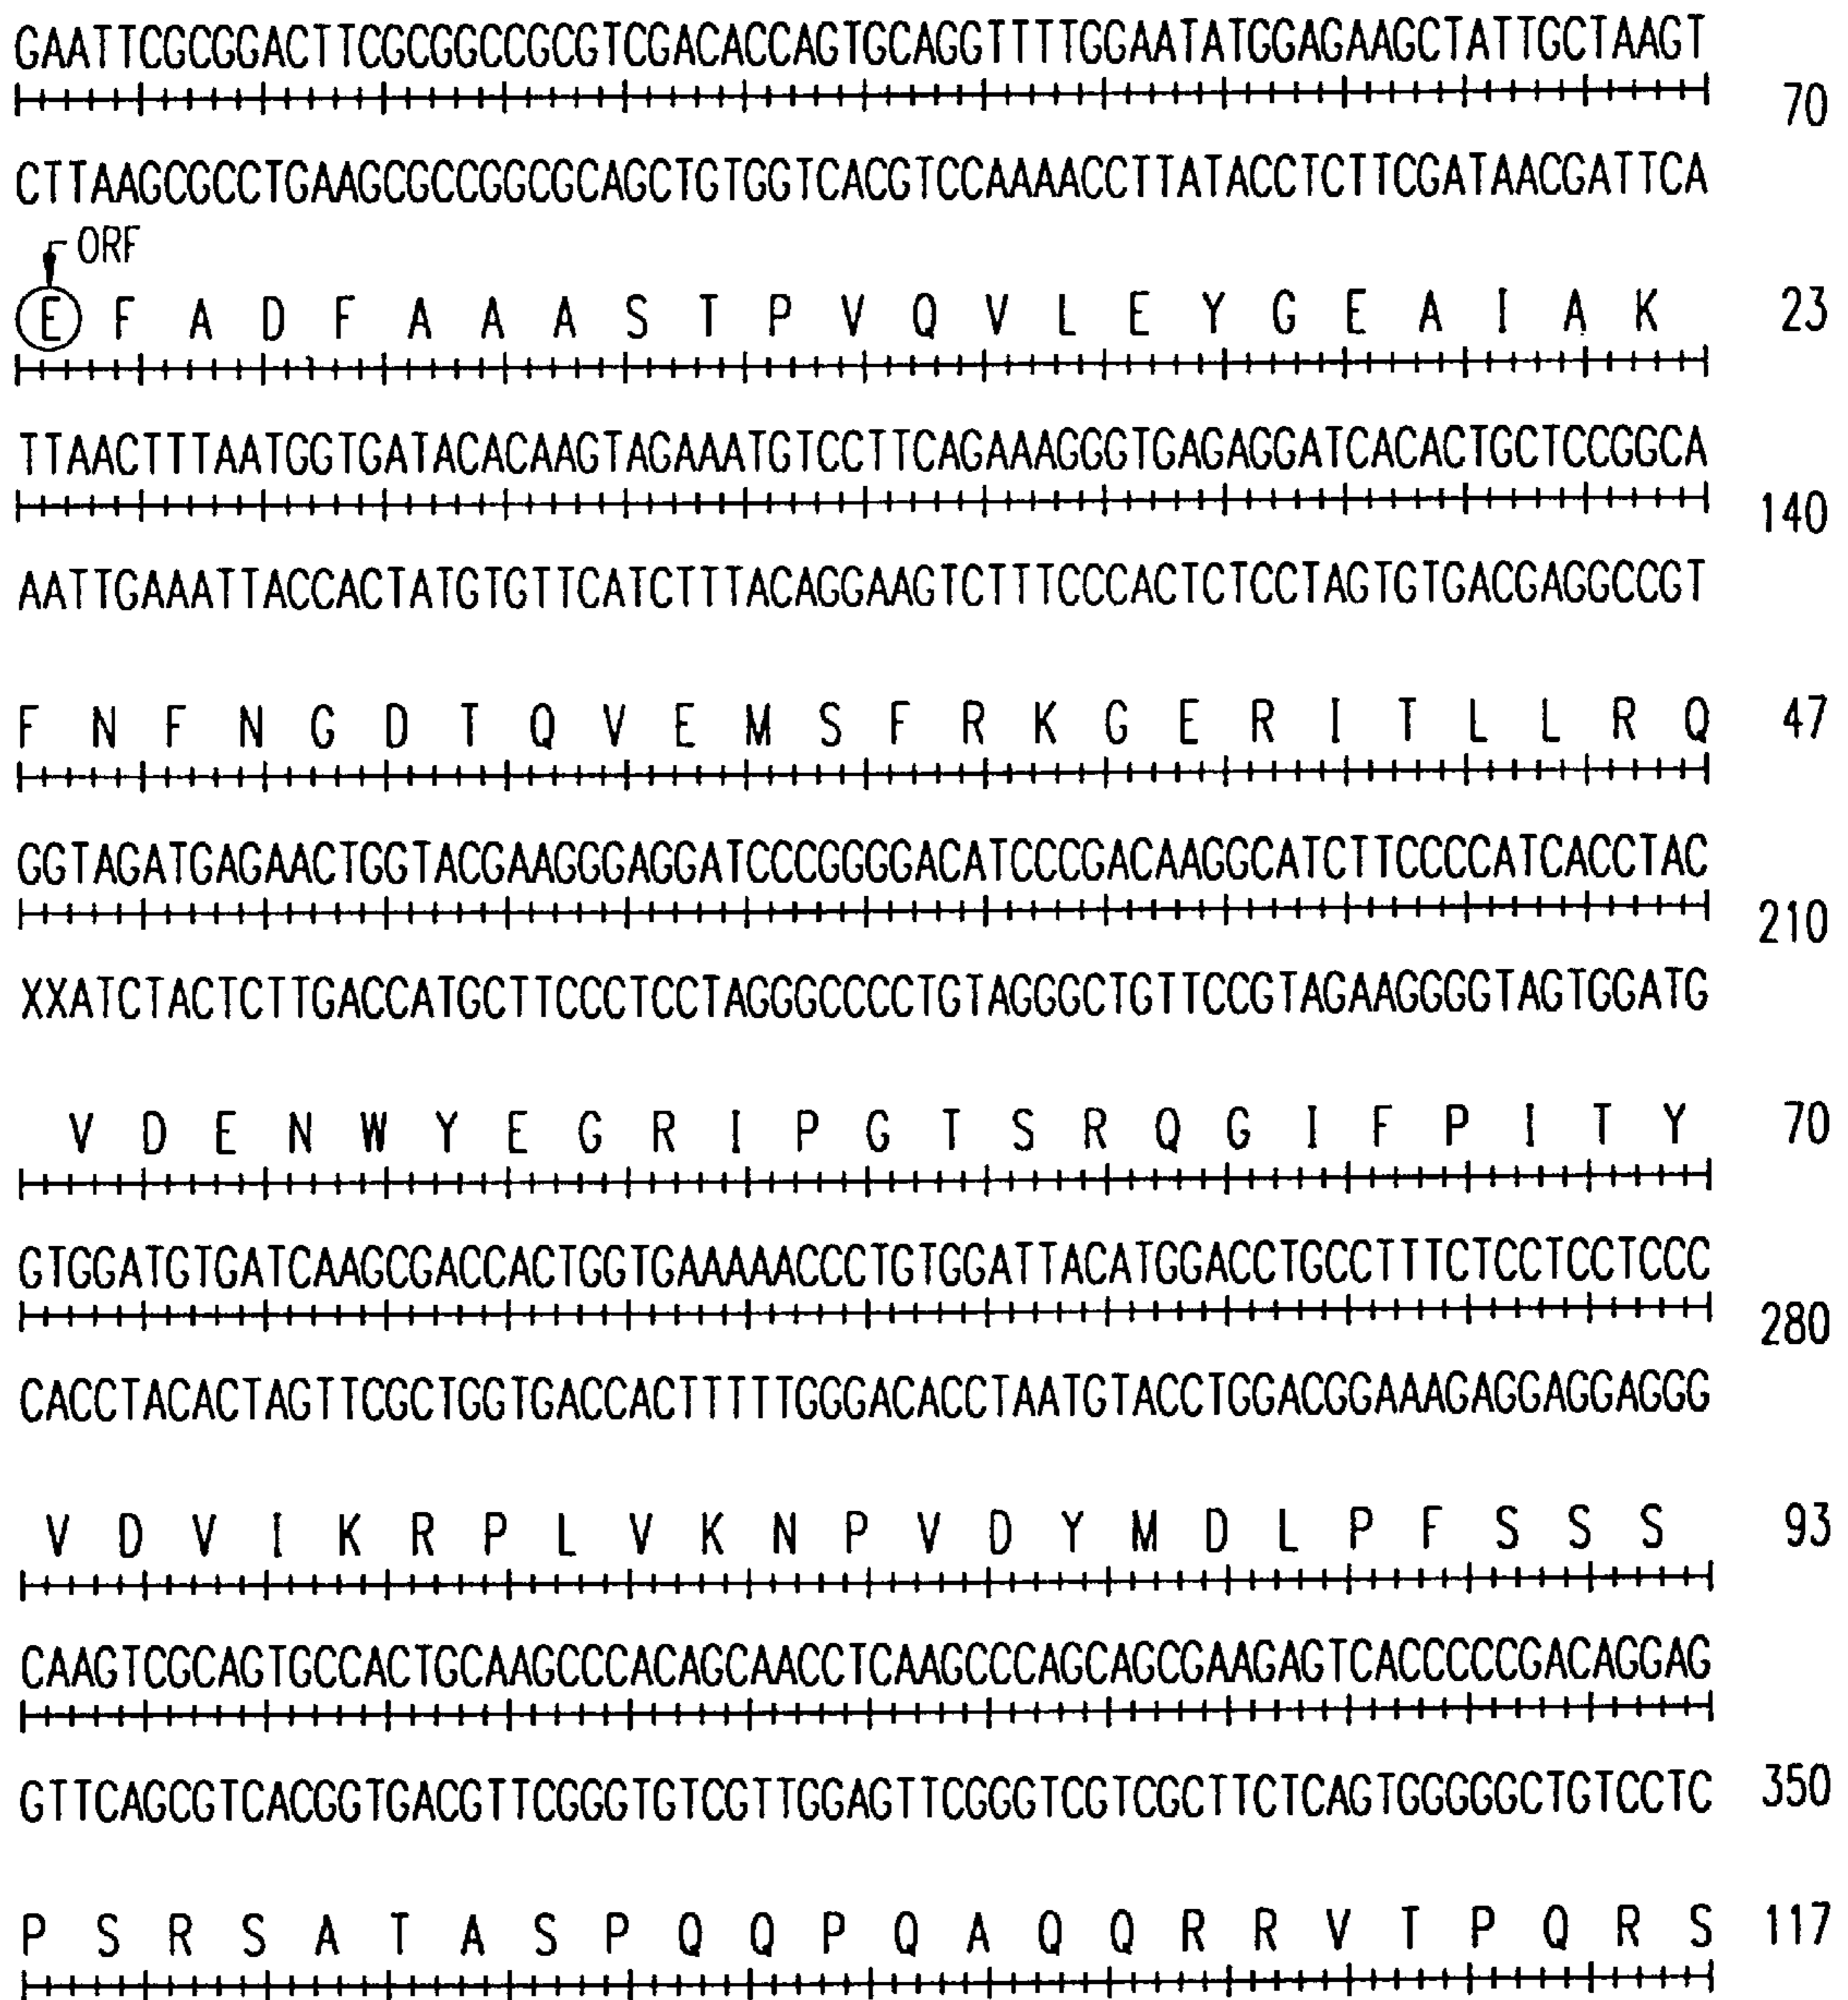 GAATTCGCGGACTTCGCGGCCGCGTCGACACCAGTGCAGGTTTTGGAATATGGAGAAGCTATTGCTAAGT
70
CTTAAGCGCCTGAAGCGCCGGCGCAGCTGTGGTCACGTCCAAAACCTTATACCTCTTCGATAACGATTCA
ORF
E F A D F A A A S T P V Q V L E Y G E A I A K 23
TTAACTTTAATGGTGATACACAAGTAGAAATGTCCTTCAGAAAGGGTGAGAGGATCACACTGCTCCGGCA
140
AATTGAAATTACCACTATGTGTTCATCTTTACAGGAAGTCTTTCCCACTCTCCTAGTGTGACGAGGCCGT
F N F N G D T Q V E M S F R K G E R I T L L R Q 47
GGTAGATGAGAACTGGTACGAAGGGAGGATCCCGGGGACATCCCGACAAGGCATCTTCCCCATCACCTAC
210
XXATCTACTCTTGACCATGCTTCCCTCCTAGGGCCCCTGTAGGGCTGTTCCGTAGAAGGGGTAGTGGATG
V D E N W Y E G R I P G T S R Q G I F P I T Y 70
GTGGATGTGATCAAGCGACCACTGGTGAAAAACCCTGTGGATTACATGGACCTGCCTTTCTCCTCCTCCC
280
CACCTACACTAGTTCGCTGGTGACCACTTTTTGGGACACCTAATGTACCTGGACGGAAAGAGGAGGAGGG
V D V I K R P L V K N P V D Y M D L P F S S S 93
CAAGTCGCAGTGCCACTGCAAGCCCACAGCAACCTCAAGCCCAGCAGCGAAGAGTCACCCCCGACAGGAG
GTTCAGCGTCACGGTGACGTTCGGGTGTCGTTGGAGTTCGGGTCGTCGCTTCTCAGTGGGGGCTGTCCTC 350
P S R S A T A S P Q Q P Q A Q Q R R V T P Q R S 117